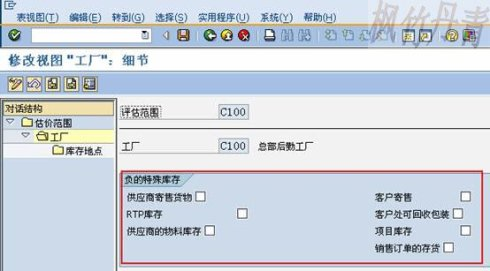 表视图(T) 编辑(E) 转到(G) 选择(S) 实用程序(U) 系统(Y) 帮助(H)
枫竹丹青
修改视图 "工厂": 细节
对话结构
估价范围
工厂
库存地点
评估范围 C100
工厂 C100 总部后勤工厂
负的特殊库存
供应商寄售货物 客户寄售
RTP库存 客户处可回收包装
供应商的物料库存 项目库存
销售订单的存货